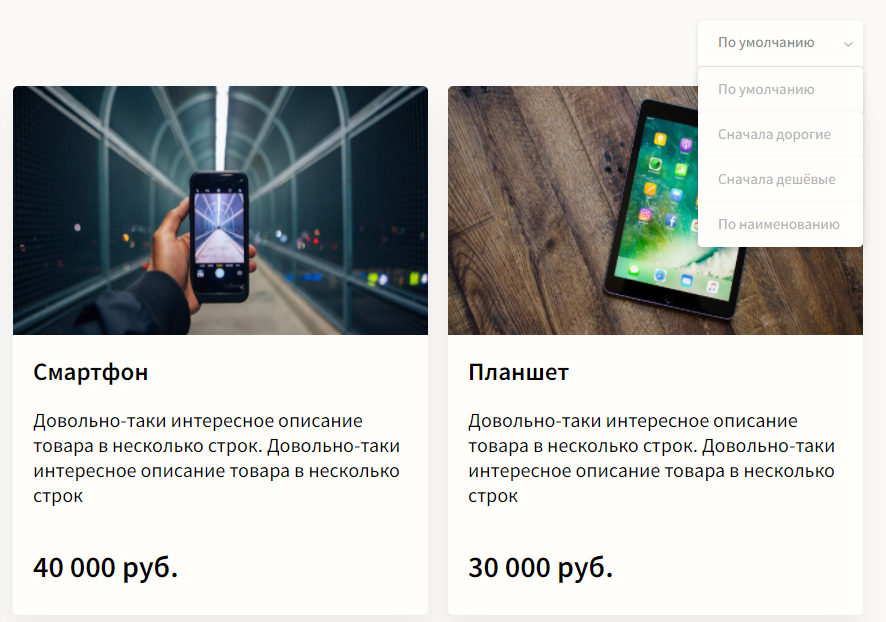 По умолчанию
По умолчанию
Сначала дорогие
Сначала дешёвые
По наименованию
Смартфон
Довольно-таки интересное описание
товара в несколько строк. Довольно-таки
интересное описание товара в несколько
строк
40 000 руб.
Планшет
Довольно-таки интересное описание
товара в несколько строк. Довольно-таки
интересное описание товара в несколько
строк
30 000 руб.